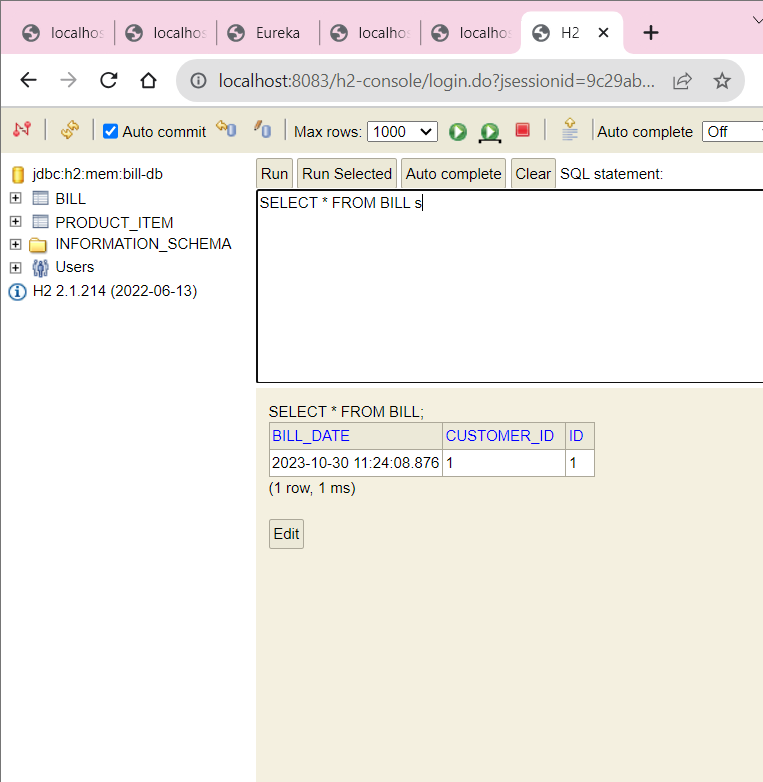 localhos localhos Eureka localhos localhos H2
localhost:8083/h2-console/login.do?jsessionid=9c29ab...
Auto commit Max rows: 1000 Auto complete Off
jdbc:h2:mem:bill-db
BILL
PRODUCT_ITEM
INFORMATION_SCHEMA
Users
H2 2.1.214 (2022-06-13)
Run Run Selected Auto complete Clear SQL statement:
SELECT * FROM BILL s
SELECT * FROM BILL;
BILL_DATE CUSTOMER_ID ID
2023-10-30 11:24:08.876 1 1
(1 row, 1 ms)
Edit